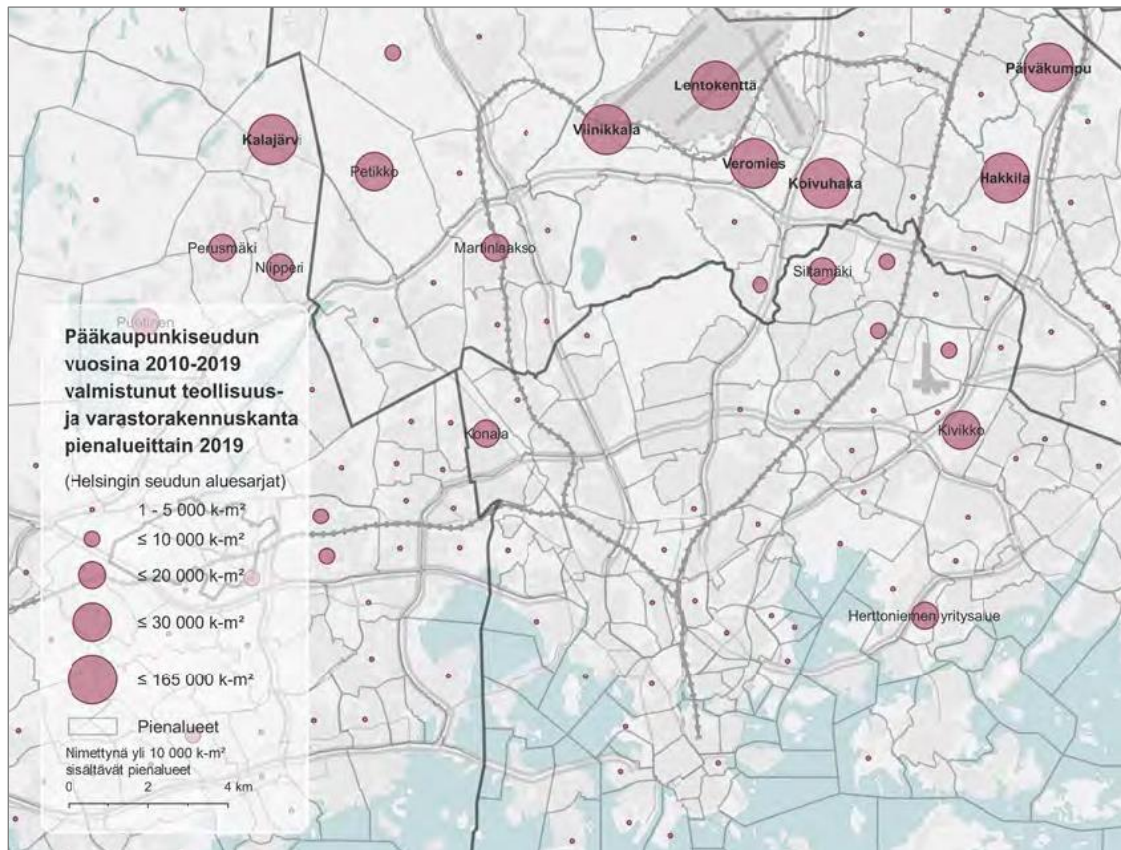 Lentokenttä
Päiväkumpu
Viinikkala
Kalajärvi
Petikko
Veromies
Koivuhaka
Hakkila
Perusmäki
Martinlaakso
Niipperi
Siltamäki
Puolinen
Konala
Kivikko
Herttoniemen yritysalue
Pääkaupunkiseudun
vuosina 2010-2019
valmistunut teollisuus-
ja varastorakennuskanta
pienalueittain 2019
(Helsingin seudun aluesarjat)
1 - 5 000 k-m²
≤ 10 000 k-m²
≤ 20 000 k-m²
≤ 30 000 k-m²
≤ 165 000 k-m²
Pienalueet
Nimettynä yli 10 000 k-m²
sisältävät pienalueet
0 2 4 km